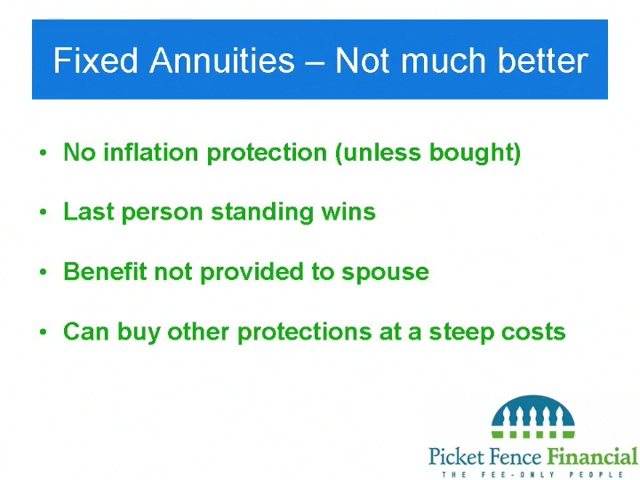 Fixed Annuities – Not much better
• No inflation protection (unless bought)
• Last person standing wins
• Benefit not provided to spouse
• Can buy other protections at a steep costs
Picket Fence Financial
THE FEE-ONLY PEOPLE